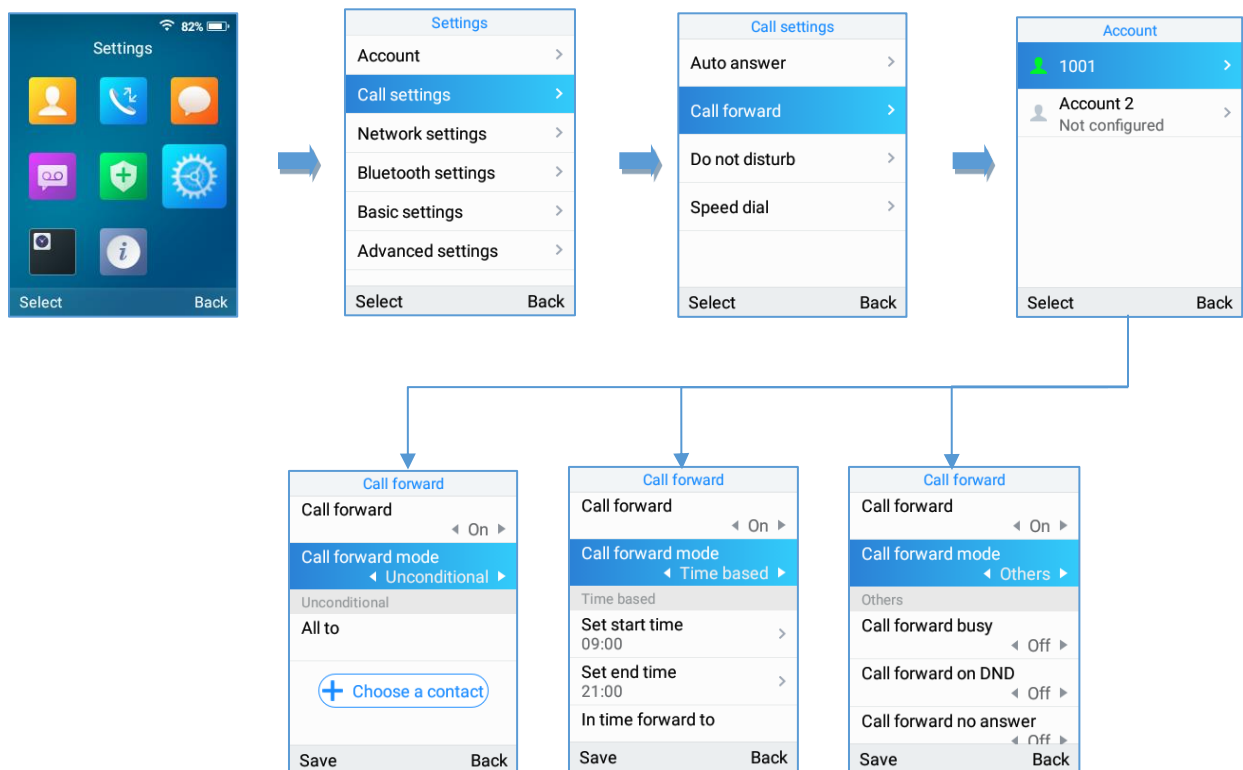 82%
Settings
Select Back
Settings
Account
Call settings
Network settings
Bluetooth settings
Basic settings
Advanced settings
Select Back
Call settings
Auto answer
Call forward
Do not disturb
Speed dial
Select Back
Account
1001
Account 2
Not configured
Select Back
Call forward
Call forward
On
Call forward mode
Unconditional
Unconditional
All to
Choose a contact
Save Back
Call forward
Call forward
On
Call forward mode
Time based
Time based
Set start time
09:00
Set end time
21:00
In time forward to
Save Back
Call forward
Call forward
On
Call forward mode
Others
Others
Call forward busy
Off
Call forward on DND
Off
Call forward no answer
Off
Save Back